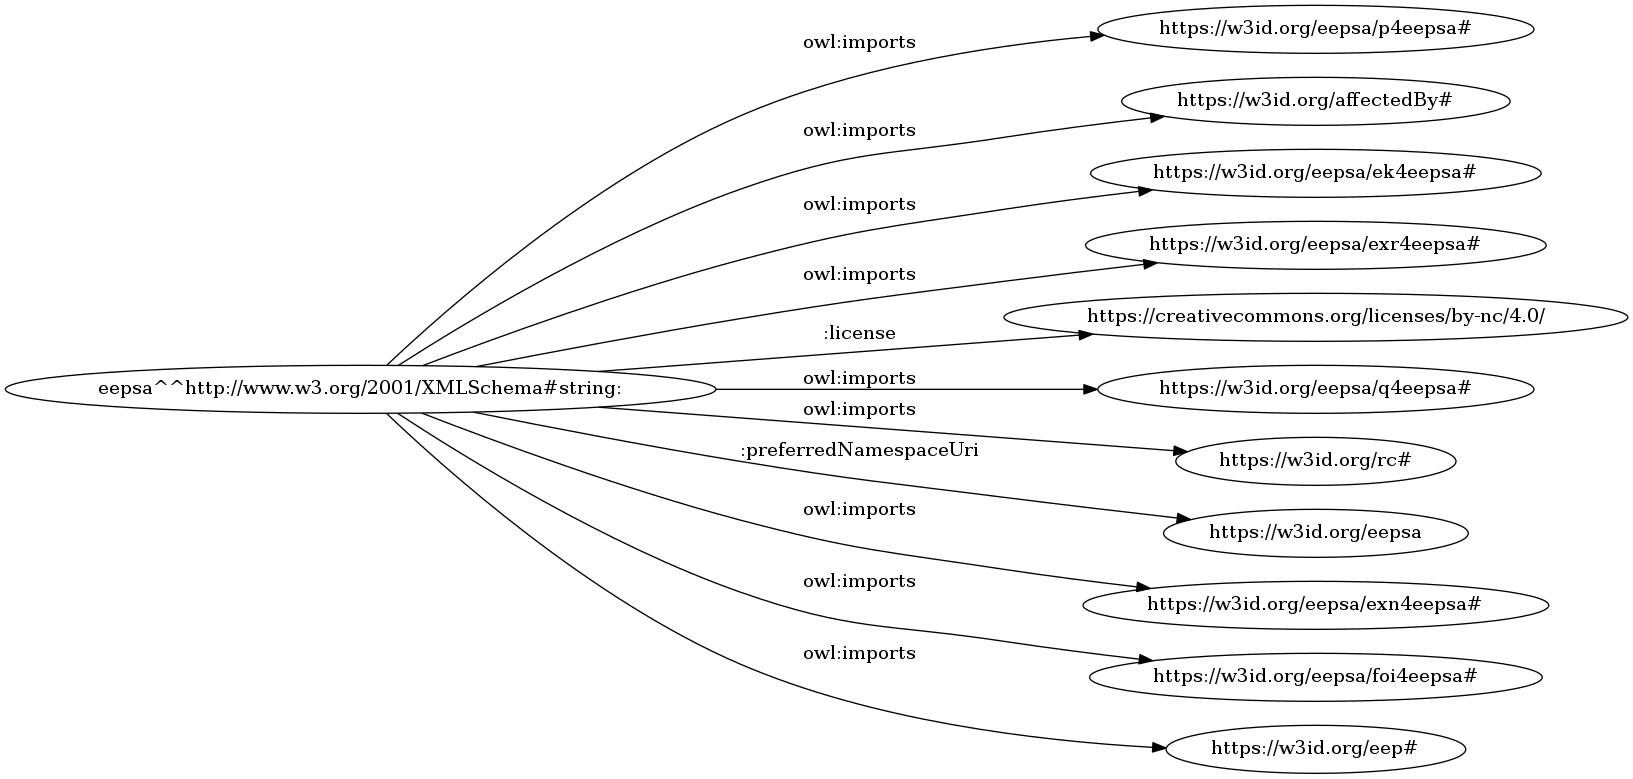 https://w3id.org/eepsa/p4eepsa#
owl:imports
https://w3id.org/affectedBy#
owl:imports
https://w3id.org/eepsa/ek4eepsa#
owl:imports
https://w3id.org/eepsa/exr4eepsa#
owl:imports
https://creativecommons.org/licenses/by-nc/4.0/
:license
eepsa^^http://www.w3.org/2001/XMLSchema#string:
owl:imports
https://w3id.org/eepsa/q4eepsa#
owl:imports
https://w3id.org/rc#
:preferredNamespaceUri
https://w3id.org/eepsa
owl:imports
https://w3id.org/eepsa/exn4eepsa#
owl:imports
https://w3id.org/eepsa/foi4eepsa#
owl:imports
https://w3id.org/eep#